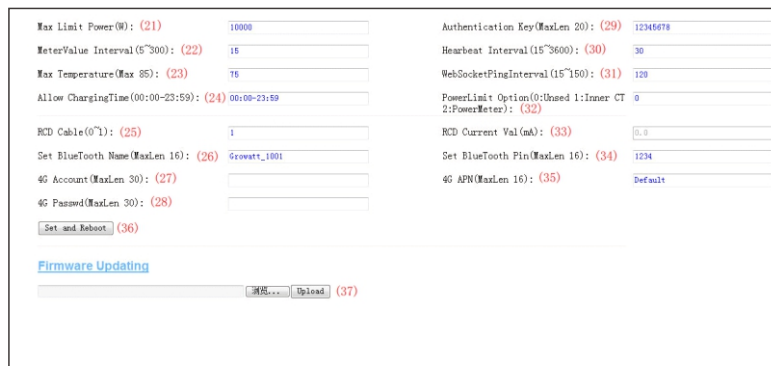 Max Limit Power(W): (21) 10000 Authentication Key(MaxLen 20): (29) 12345678
MeterValue Interval(5~300): (22) 15 Hearbeat Interval(15~3600): (30) 30
Max Temperature(Max 85): (23) 75 WebSocketPingInterval(15~150): (31) 120
Allow ChargingTime(00:00-23:59): (24) 00:00-23:59 PowerLimit Option(0:Unsed 1:Inner CT 0
2:PowerMeter): (32)
RCD Cable(0~1): (25) 1 RCD Current Val(mA): (33) 0.0
Set BlueTooth Name(MaxLen 16): (26) Growatt_1001 Set BlueTooth Pin(MaxLen 16): (34) 1234
4G Account(MaxLen 30): (27) 4G APN(MaxLen 16): (35) Default
4G Passwd(MaxLen 30): (28)
Set and Reboot (36)
Firmware Updating
浏览... Upload (37)